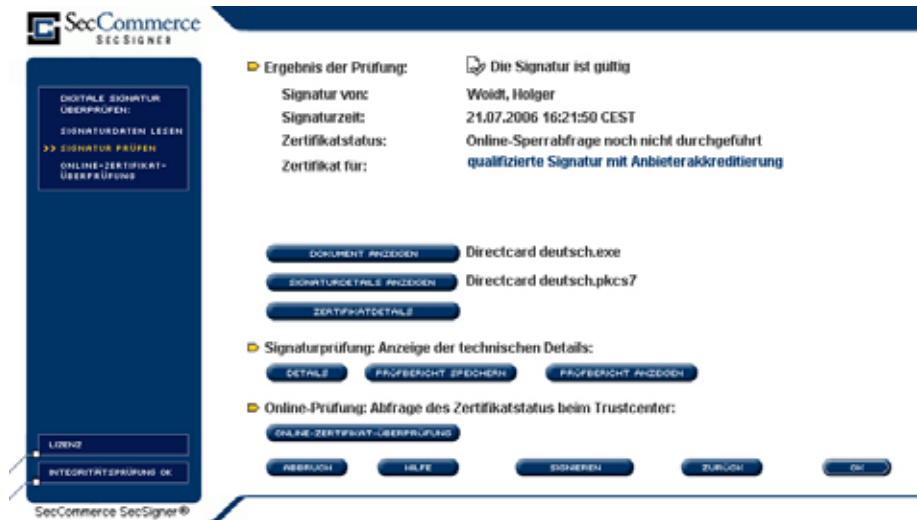 SecCommerce
SECSIGNER
DIGITALE SIGNATUR
ÜBERPRÜFEN:
SIGNATURDATEN LESEN
>> SIGNATUR PRÜFEN
ONLINE-ZERTIFIKAT-
ÜBERPRÜFUNG
LIZENZ
INTEGRITÄTSPRÜFUNG OK
SecCommerce SecSigner®
Ergebnis der Prüfung: Die Signatur ist gültig
Signatur von: Woidt, Holger
Signaturzeit: 21.07.2006 16:21:50 CEST
Zertifikatstatus: Online-Sperrabfrage noch nicht durchgeführt
Zertifikat für: qualifizierte Signatur mit Anbieterakkreditierung
DOKUMENT ANZEIGEN Directcard deutsch.exe
SIGNATURDETAILS ANZEIGEN Directcard deutsch.pkcs7
ZERTIFIKATDETAILS
Signaturprüfung: Anzeige der technischen Details:
DETAILS PRÜFBERICHT SPEICHERN PRÜFBERICHT ANZEIGEN
Online-Prüfung: Abfrage des Zertifikatstatus beim Trustcenter:
ONLINE-ZERTIFIKAT-ÜBERPRÜFUNG
ABBRUCH HILFE SIGNIEREN ZURÜCK OK